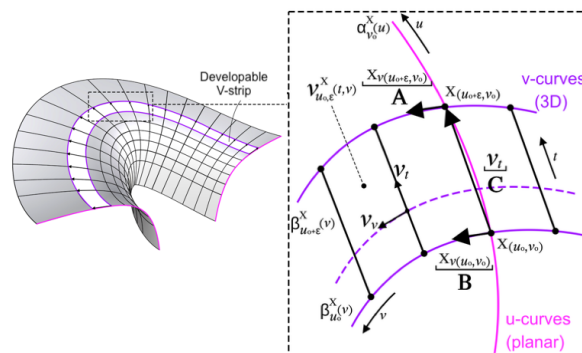 Developable
V-strip
α^X_{v₀}(u)
u
X_{v(u₀+ε,v₀)}
A
X(u₀+ε,v₀)
v-curves
(3D)
V^X_{u₀,ε}(t,v)
V_t
V_t
C
t
V_v
β^X_{u₀+ε}(v)
X_{v(u₀,v₀)}
B
X(u₀,v₀)
β^X_{u₀}(v)
v
u-curves
(planar)